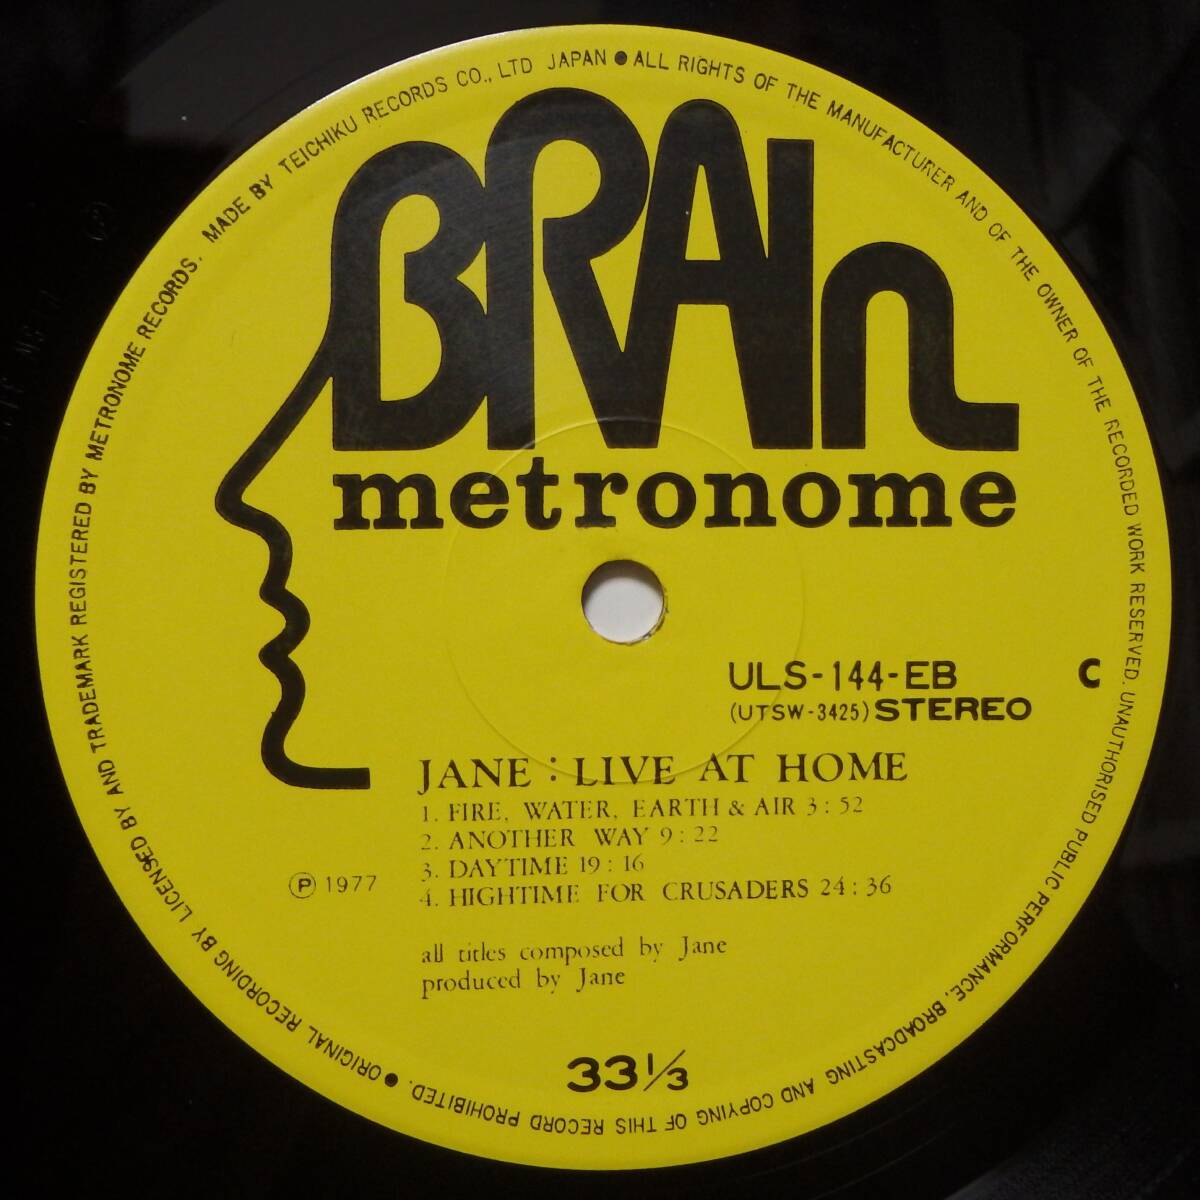 BRAIN
metronome
ULS-144-EB
C
(UTSW-3425) STEREO
JANE : LIVE AT HOME
1. FIRE, WATER, EARTH & AIR 3 : 52
2. ANOTHER WAY 9 : 22
3. DAYTIME 19 : 16
4. HIGHTIME FOR CRUSADERS 24 : 36
Ⓟ 1977
all titles composed by Jane
produced by Jane
33 1/3
● ORIGINAL RECORDING BY LICENSED BY AND TRADEMARK REGISTERED BY METRONOME RECORDS. MADE BY TEICHIKU RECORDS CO., LTD JAPAN ● ALL RIGHTS OF THE MANUFACTURER AND OF THE OWNER OF THE RECORDED WORK RESERVED. UNAUTHORISED PUBLIC PERFORMANCE, BROADCASTING AND COPYING OF THIS RECORD PROHIBITED.